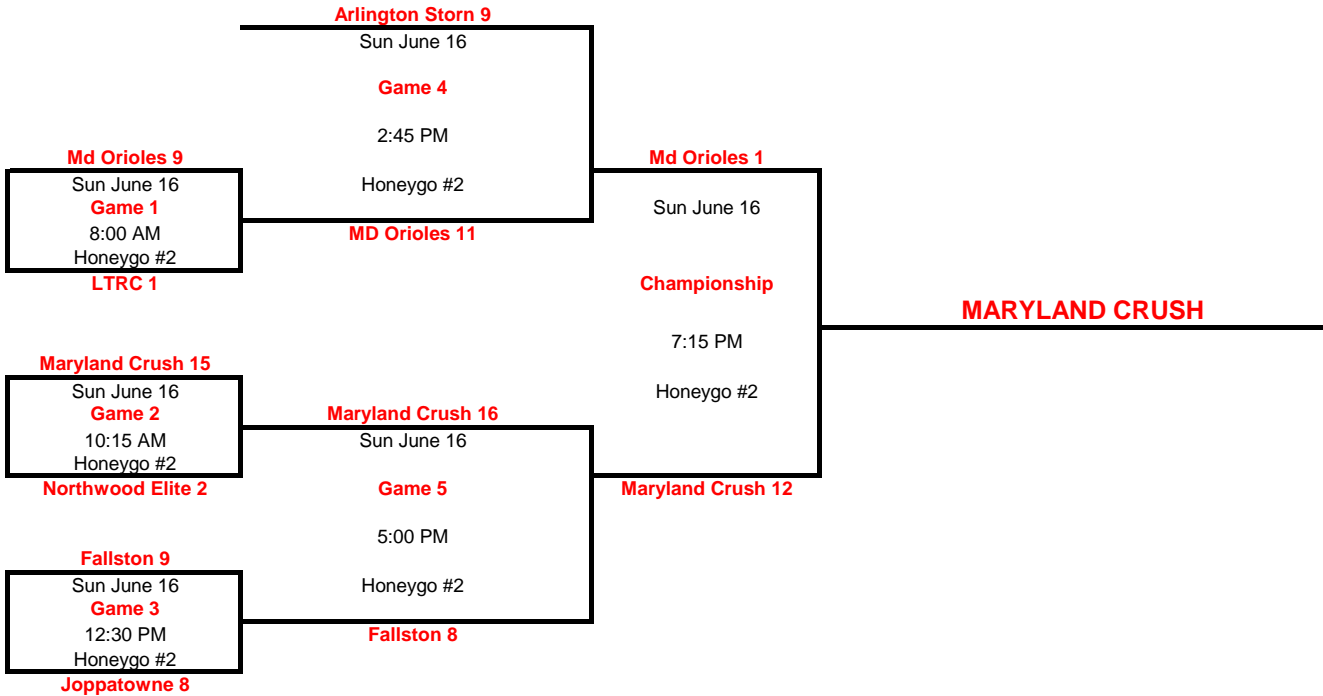 Arlington Storn 9
Sun June 16
Game 4
2:45 PM
Honeygo #2
MD Orioles 11
Md Orioles 9
Sun June 16
Game 1
8:00 AM
Honeygo #2
LTRC 1
Md Orioles 1
Sun June 16
Championship
7:15 PM
Honeygo #2
Maryland Crush 12
MARYLAND CRUSH
Maryland Crush 15
Sun June 16
Game 2
10:15 AM
Honeygo #2
Northwood Elite 2
Maryland Crush 16
Sun June 16
Game 5
5:00 PM
Honeygo #2
Fallston 8
Fallston 9
Sun June 16
Game 3
12:30 PM
Honeygo #2
Joppatowne 8